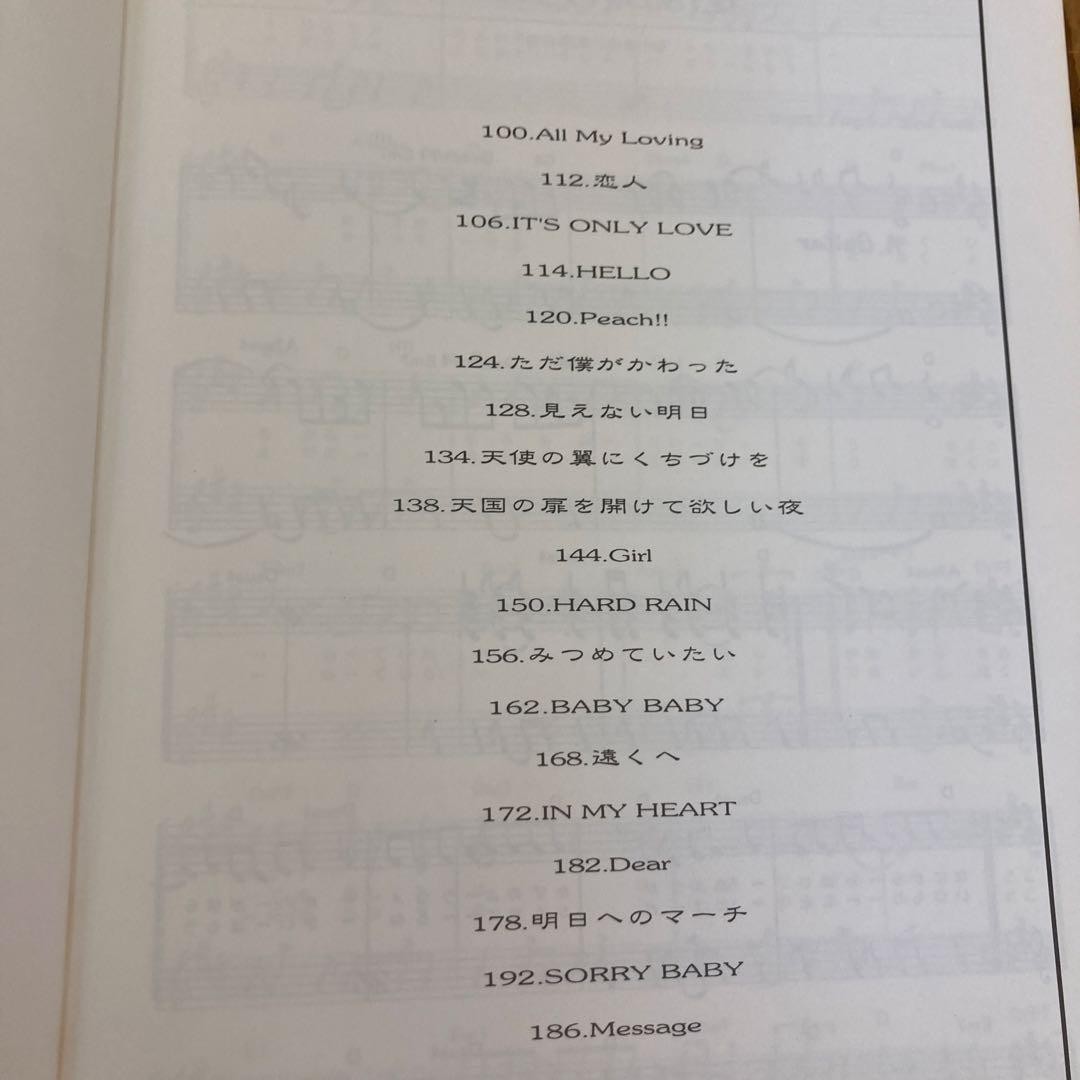 100.All My Loving
112.恋人
106.IT'S ONLY LOVE
114.HELLO
120.Peach!!
124.ただ僕がかわった
128.見えない明日
134.天使の翼にくちづけを
138.天国の扉を開けて欲しい夜
144.Girl
150.HARD RAIN
156.みつめていたい
162.BABY BABY
168.遠くへ
172.IN MY HEART
182.Dear
178.明日へのマーチ
192.SORRY BABY
186.Message